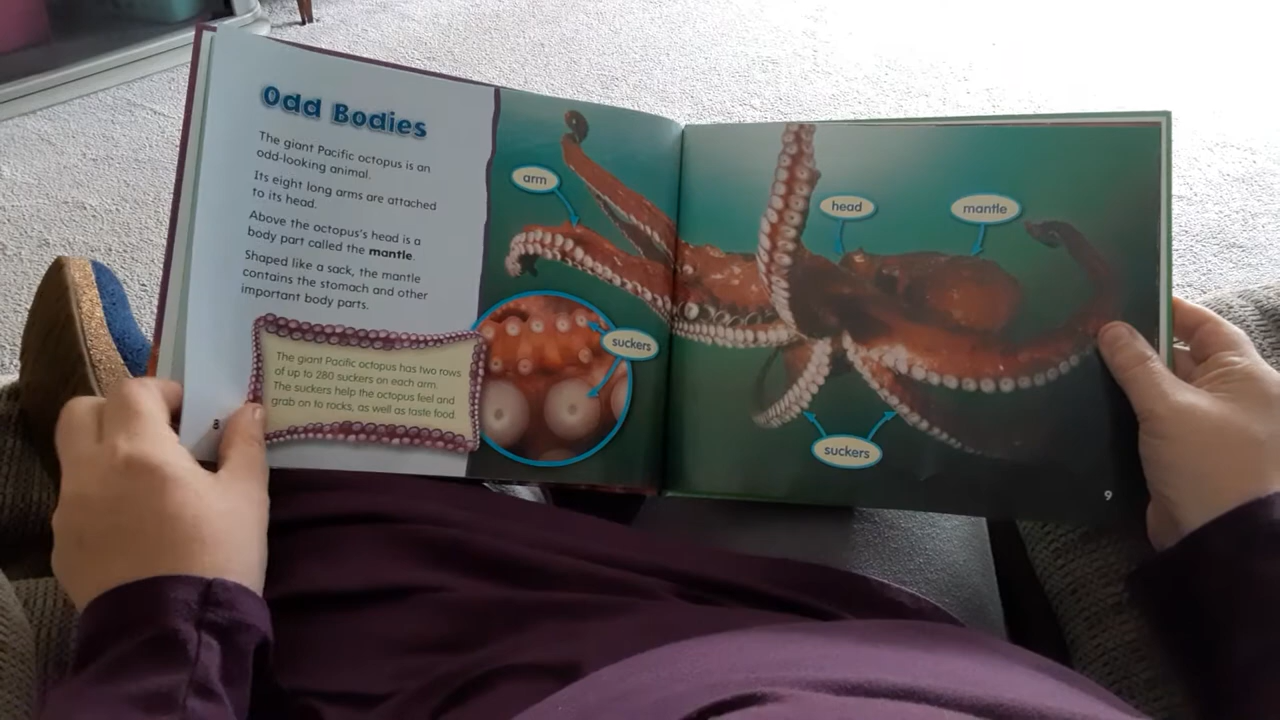 Odd Bodies
The giant Pacific octopus is an
odd-looking animal.
Its eight long arms are attached
to its head.
Above the octopus's head is a
body part called the mantle.
Shaped like a sack, the mantle
contains the stomach and other
important body parts.
The giant Pacific octopus has two rows
of up to 280 suckers on each arm.
The suckers help the octopus feel and
grab on to rocks, as well as taste food.
8
arm
suckers
head
mantle
suckers
9